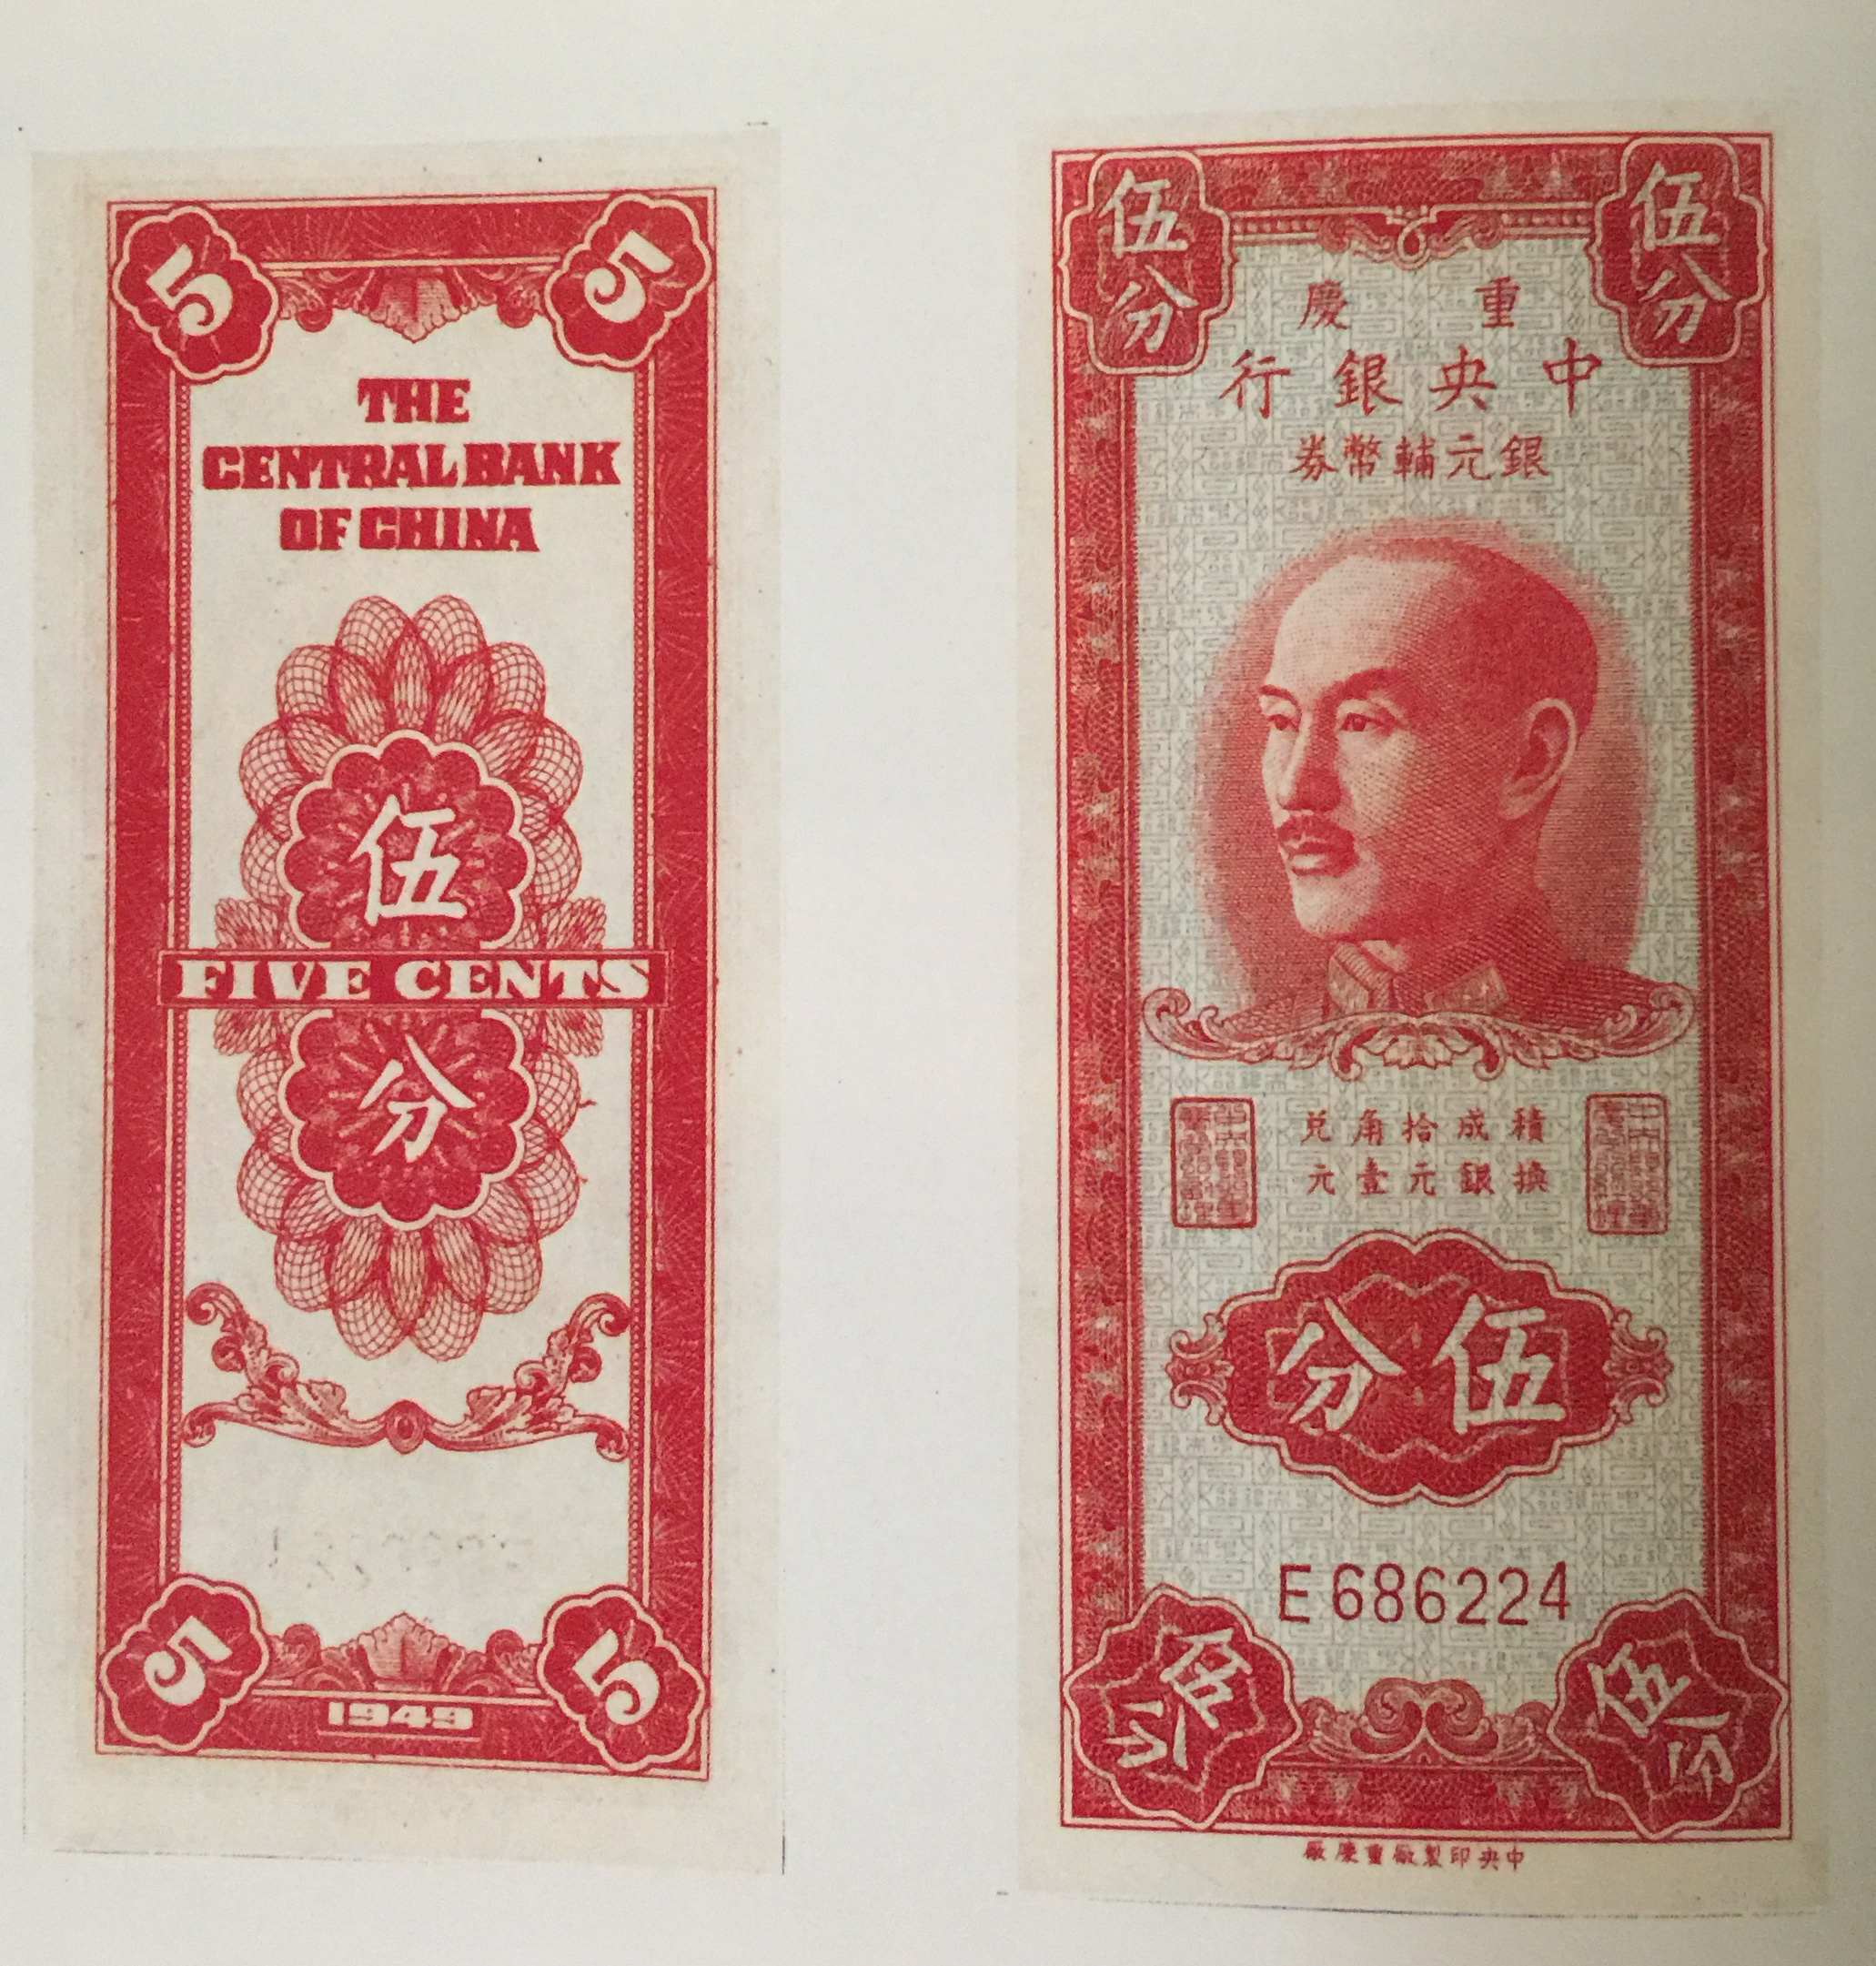 5
5
THE
CENTRAL BANK
OF CHINA
伍
FIVE CENTS
分
5
5
1949
伍分
伍分
重慶
中央銀行
銀元輔幣券
積成拾角兌
換銀元壹元
伍分
E686224
伍分
伍分
中央印製廠重慶廠